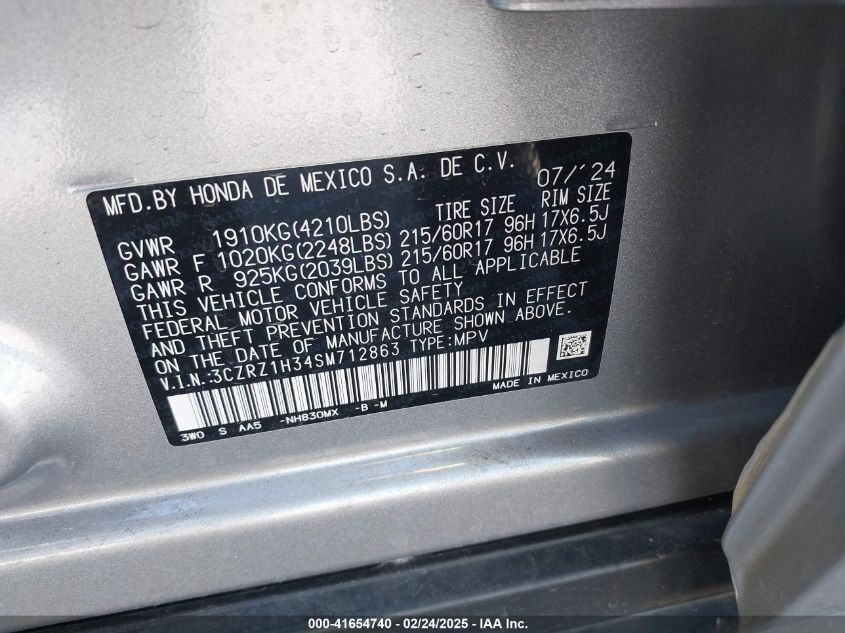 MFD.BY HONDA DE MEXICO S.A. DE C.V. 07/'24
TIRE SIZE RIM SIZE
GVWR 1910KG(4210LBS)
GAWR F 1020KG(2248LBS) 215/60R17 96H 17X6.5J
GAWR R 925KG(2039LBS) 215/60R17 96H 17X6.5J
THIS VEHICLE CONFORMS TO ALL APPLICABLE
FEDERAL MOTOR VEHICLE SAFETY
AND THEFT PREVENTION STANDARDS IN EFFECT
ON THE DATE OF MANUFACTURE SHOWN ABOVE.
V.I.N.:3CZRZ1H34SM712863 TYPE:MPV
MADE IN MEXICO
3W0 S AA5 -NH830MX -B -M
000-41654740 - 02/24/2025 - IAA Inc.